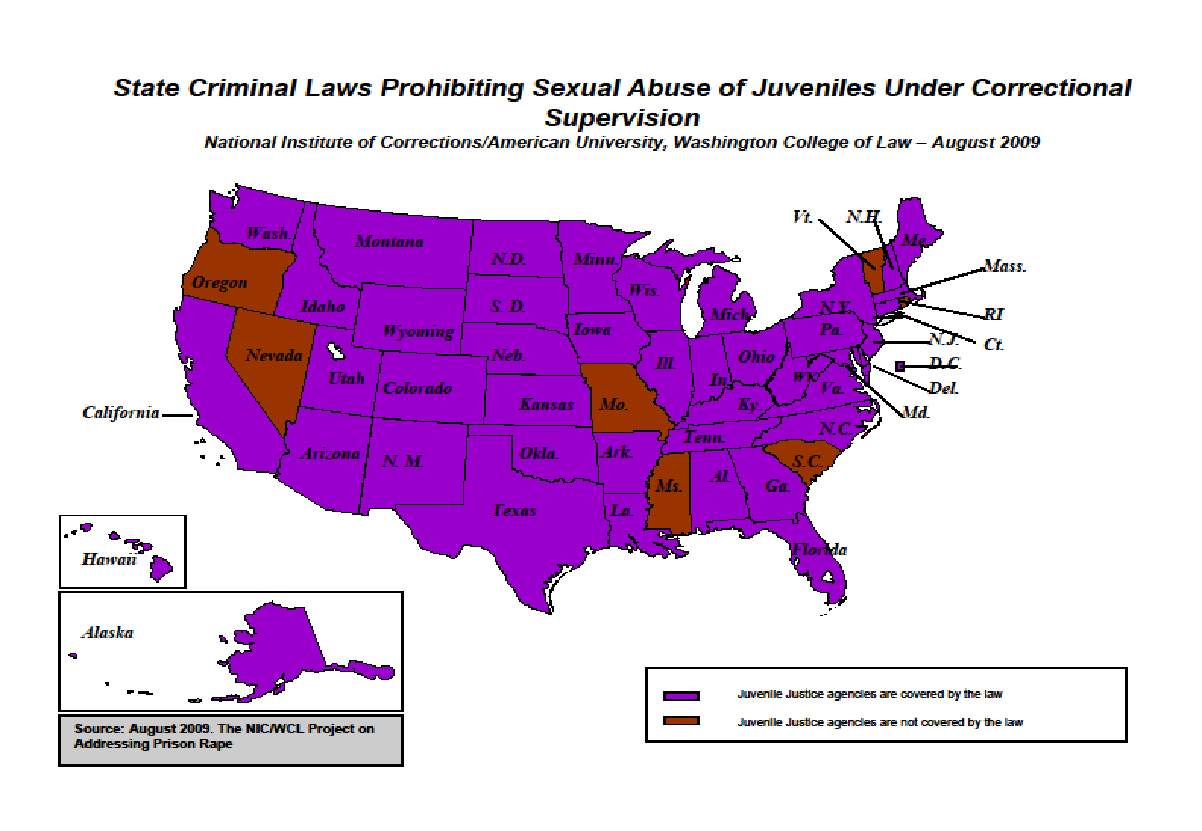 State Criminal Laws Prohibiting Sexual Abuse of Juveniles Under Correctional
Supervision
National Institute of Corrections/American University, Washington College of Law – August 2009
Vt.
N.H.
Me.
Wash.
Montana
N.D.
Minn.
Mass.
Oregon
Idaho
S. D.
Wis.
Mich.
N.Y.
RI
Wyoming
Iowa
Pa.
N.J.
Ct.
Nevada
Utah
Neb.
Ill.
In.
Ohio
D.C.
Colorado
W.V.
Va.
Del.
California
Kansas
Mo.
Ky.
Md.
Arizona
N. M.
Okla.
Ark.
Tenn.
N.C.
S.C.
Texas
La.
Ms.
Al.
Ga.
Florida
Hawaii
Alaska
Juvenile Justice agencies are covered by the law
Juvenile Justice agencies are not covered by the law
Source: August 2009. The NIC/WCL Project on
Addressing Prison Rape